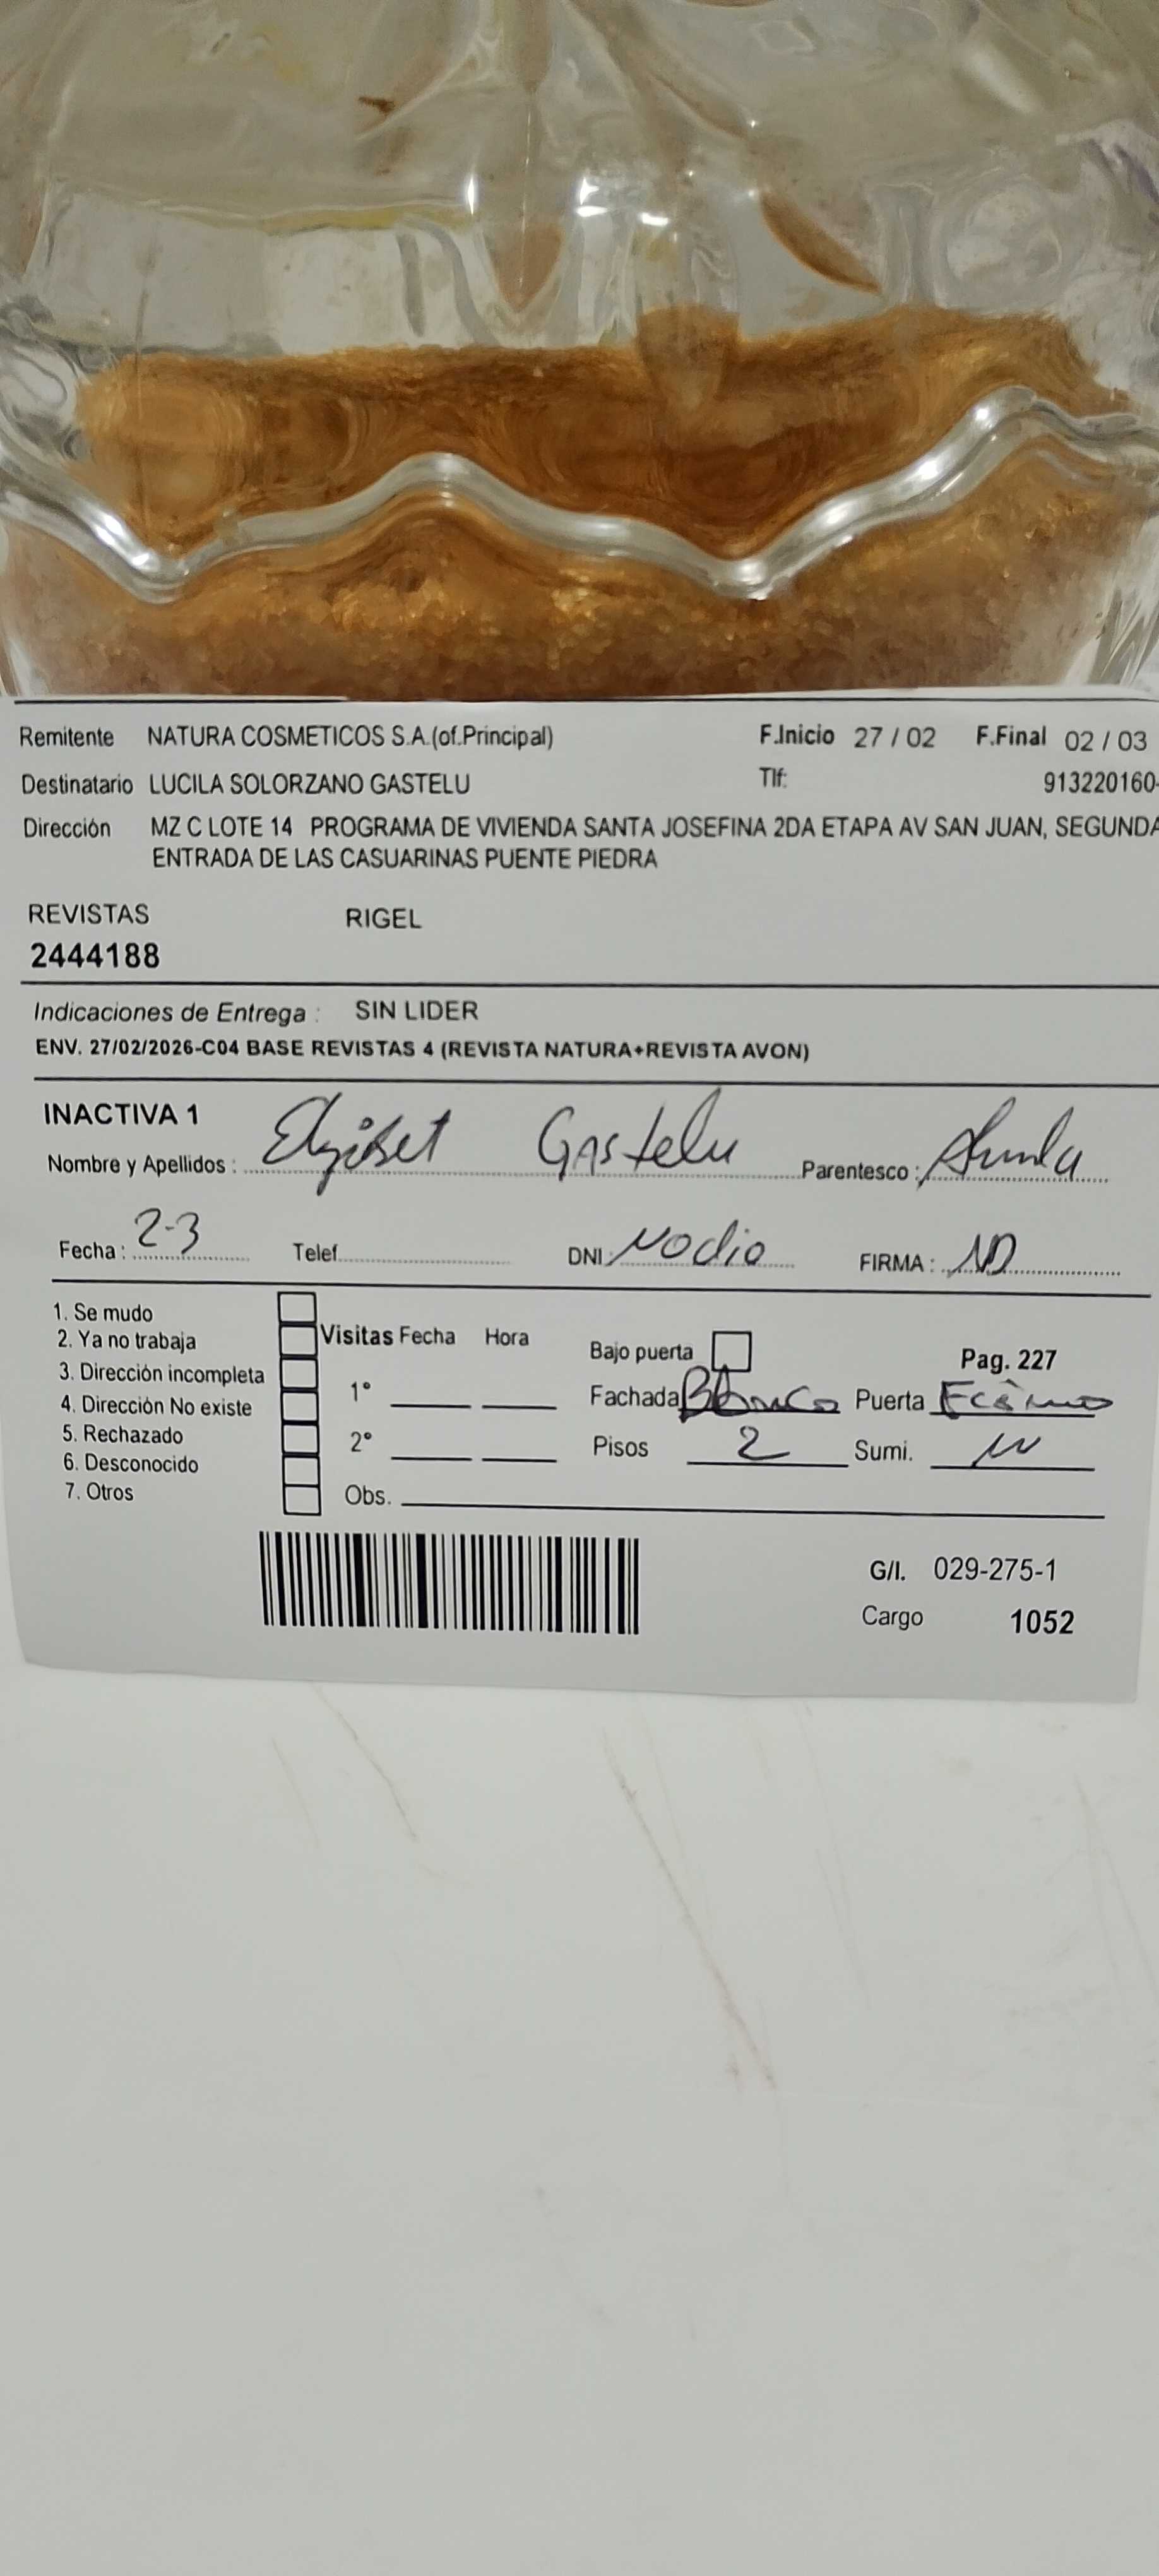 Remitente NATURA COSMETICOS S.A.(of.Principal) F.Inicio 27 / 02 F.Final 02 / 03
Destinatario LUCILA SOLORZANO GASTELU Tlf: 913220160-
Dirección MZ C LOTE 14 PROGRAMA DE VIVIENDA SANTA JOSEFINA 2DA ETAPA AV SAN JUAN, SEGUNDA
ENTRADA DE LAS CASUARINAS PUENTE PIEDRA
REVISTAS RIGEL
2444188
Indicaciones de Entrega : SIN LIDER
ENV. 27/02/2026-C04 BASE REVISTAS 4 (REVISTA NATURA+REVISTA AVON)
INACTIVA 1
Nombre y Apellidos : Gastelu Parentesco :
Fecha : 2-3 Telef. DNI: No dio FIRMA : ND
1. Se mudo
2. Ya no trabaja Visitas Fecha Hora Bajo puerta Pag. 227
3. Dirección incompleta
4. Dirección No existe 1° Fachada Blanco Puerta
5. Rechazado 2° Pisos 2 Sumi.
6. Desconocido
7. Otros Obs.
G/I. 029-275-1
Cargo 1052